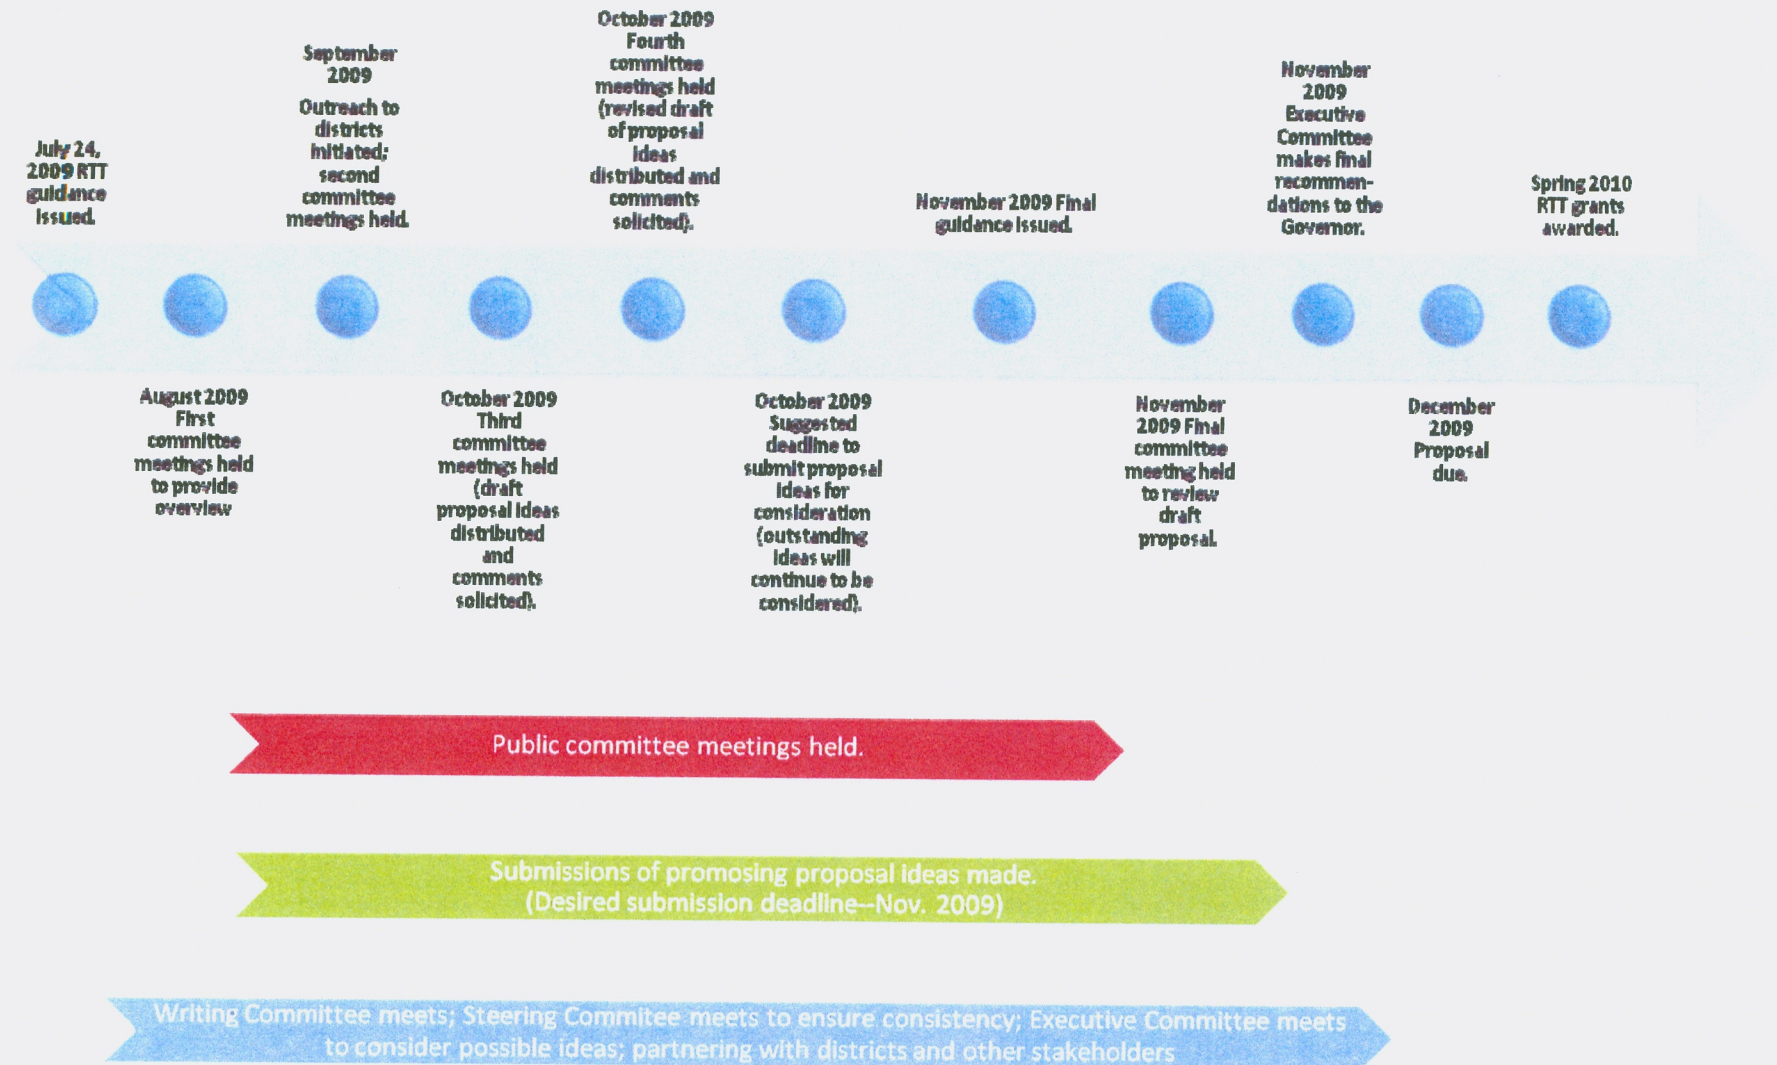 July 24,
2009 RTT
guidance
issued.
August 2009
First
committee
meetings held
to provide
overview
September
2009
Outreach to
districts
initiated;
second
committee
meetings held.
October 2009
Third
committee
meetings held
(draft
proposal ideas
distributed
and
comments
solicited).
October 2009
Fourth
committee
meetings held
(revised draft
of proposal
ideas
distributed and
comments
solicited).
October 2009
Suggested
deadline to
submit proposal
ideas for
consideration
(outstanding
ideas will
continue to be
considered).
November 2009 Final
guidance issued.
November
2009 Final
committee
meeting held
to review
draft
proposal.
November
2009
Executive
Committee
makes final
recommen-
dations to the
Governor.
December
2009
Proposal
due.
Spring 2010
RTT grants
awarded.
Public committee meetings held.
Submissions of promising proposal ideas made.
(Desired submission deadline--Nov. 2009)
Writing Committee meets; Steering Commitee meets to ensure consistency; Executive Committee meets
to consider possible ideas; partnering with districts and other stakeholders